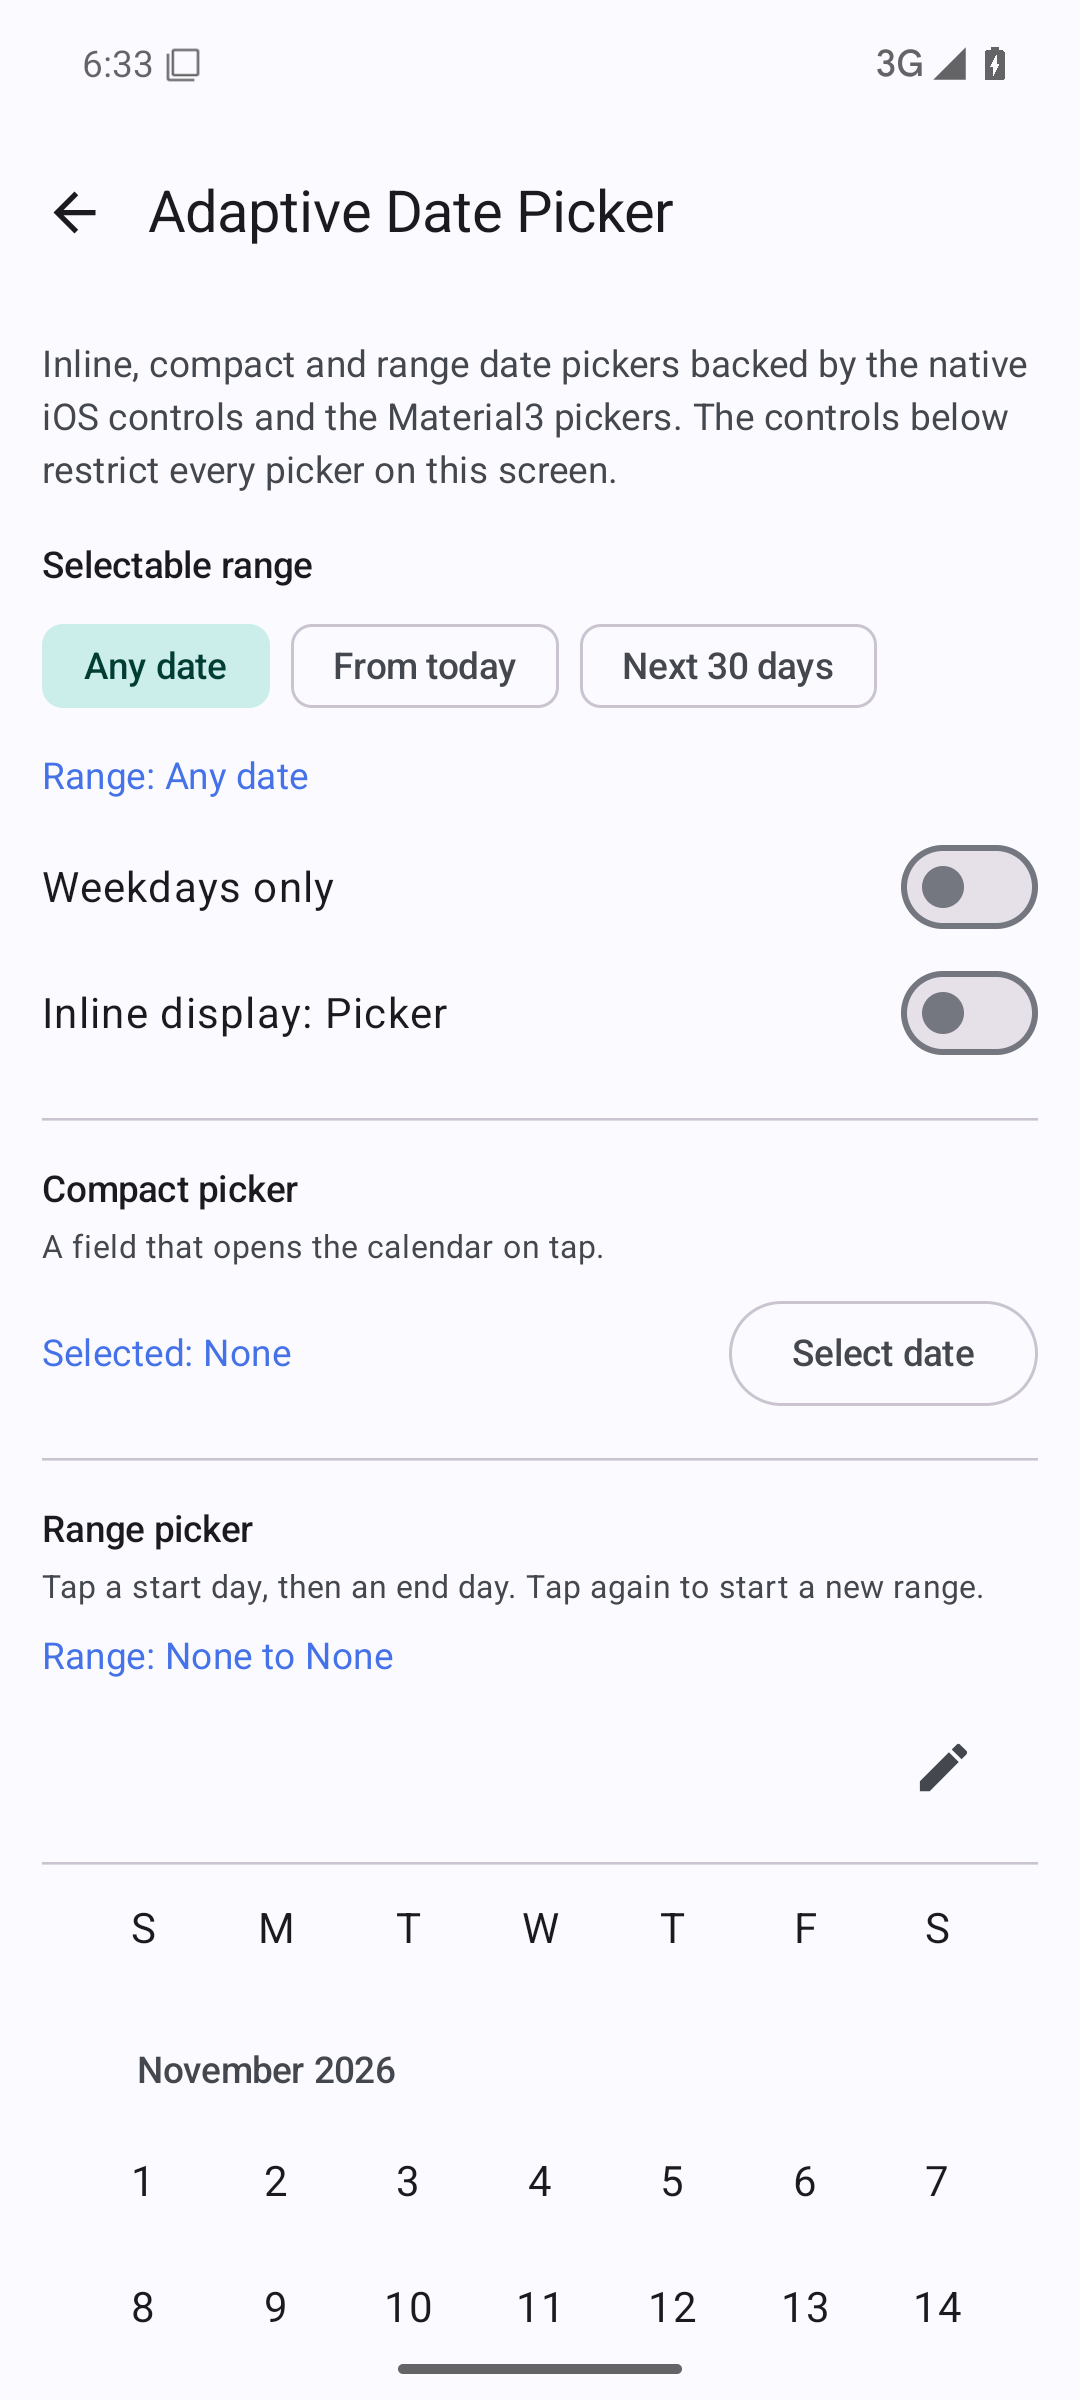 6:33 3G
Adaptive Date Picker
Inline, compact and range date pickers backed by the native
iOS controls and the Material3 pickers. The controls below
restrict every picker on this screen.
Selectable range
Any date From today Next 30 days
Range: Any date
Weekdays only
Inline display: Picker
Compact picker
A field that opens the calendar on tap.
Selected: None Select date
Range picker
Tap a start day, then an end day. Tap again to start a new range.
Range: None to None
S M T W T F S
November 2026
1 2 3 4 5 6 7
8 9 10 11 12 13 14